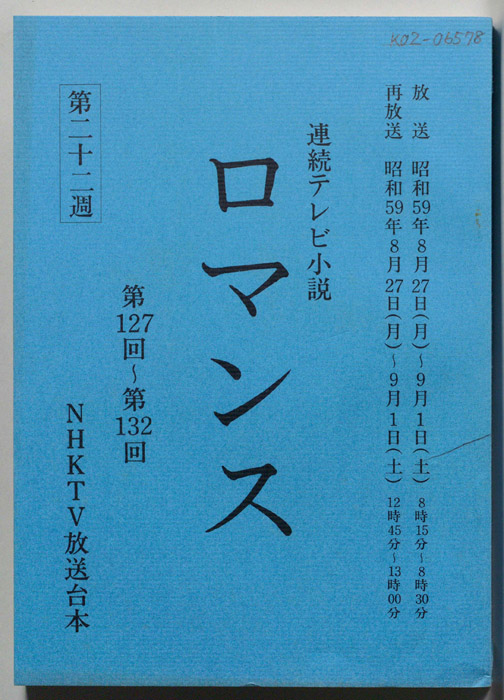 K02-06578
放送 昭和59年8月27日(月)〜9月1日(土) 8時15分〜8時30分
再放送 昭和59年8月27日(月)〜9月1日(土) 12時45分〜13時00分
連続テレビ小説
ロマンス
第127回〜第132回
第二十二週
NHKTV放送台本